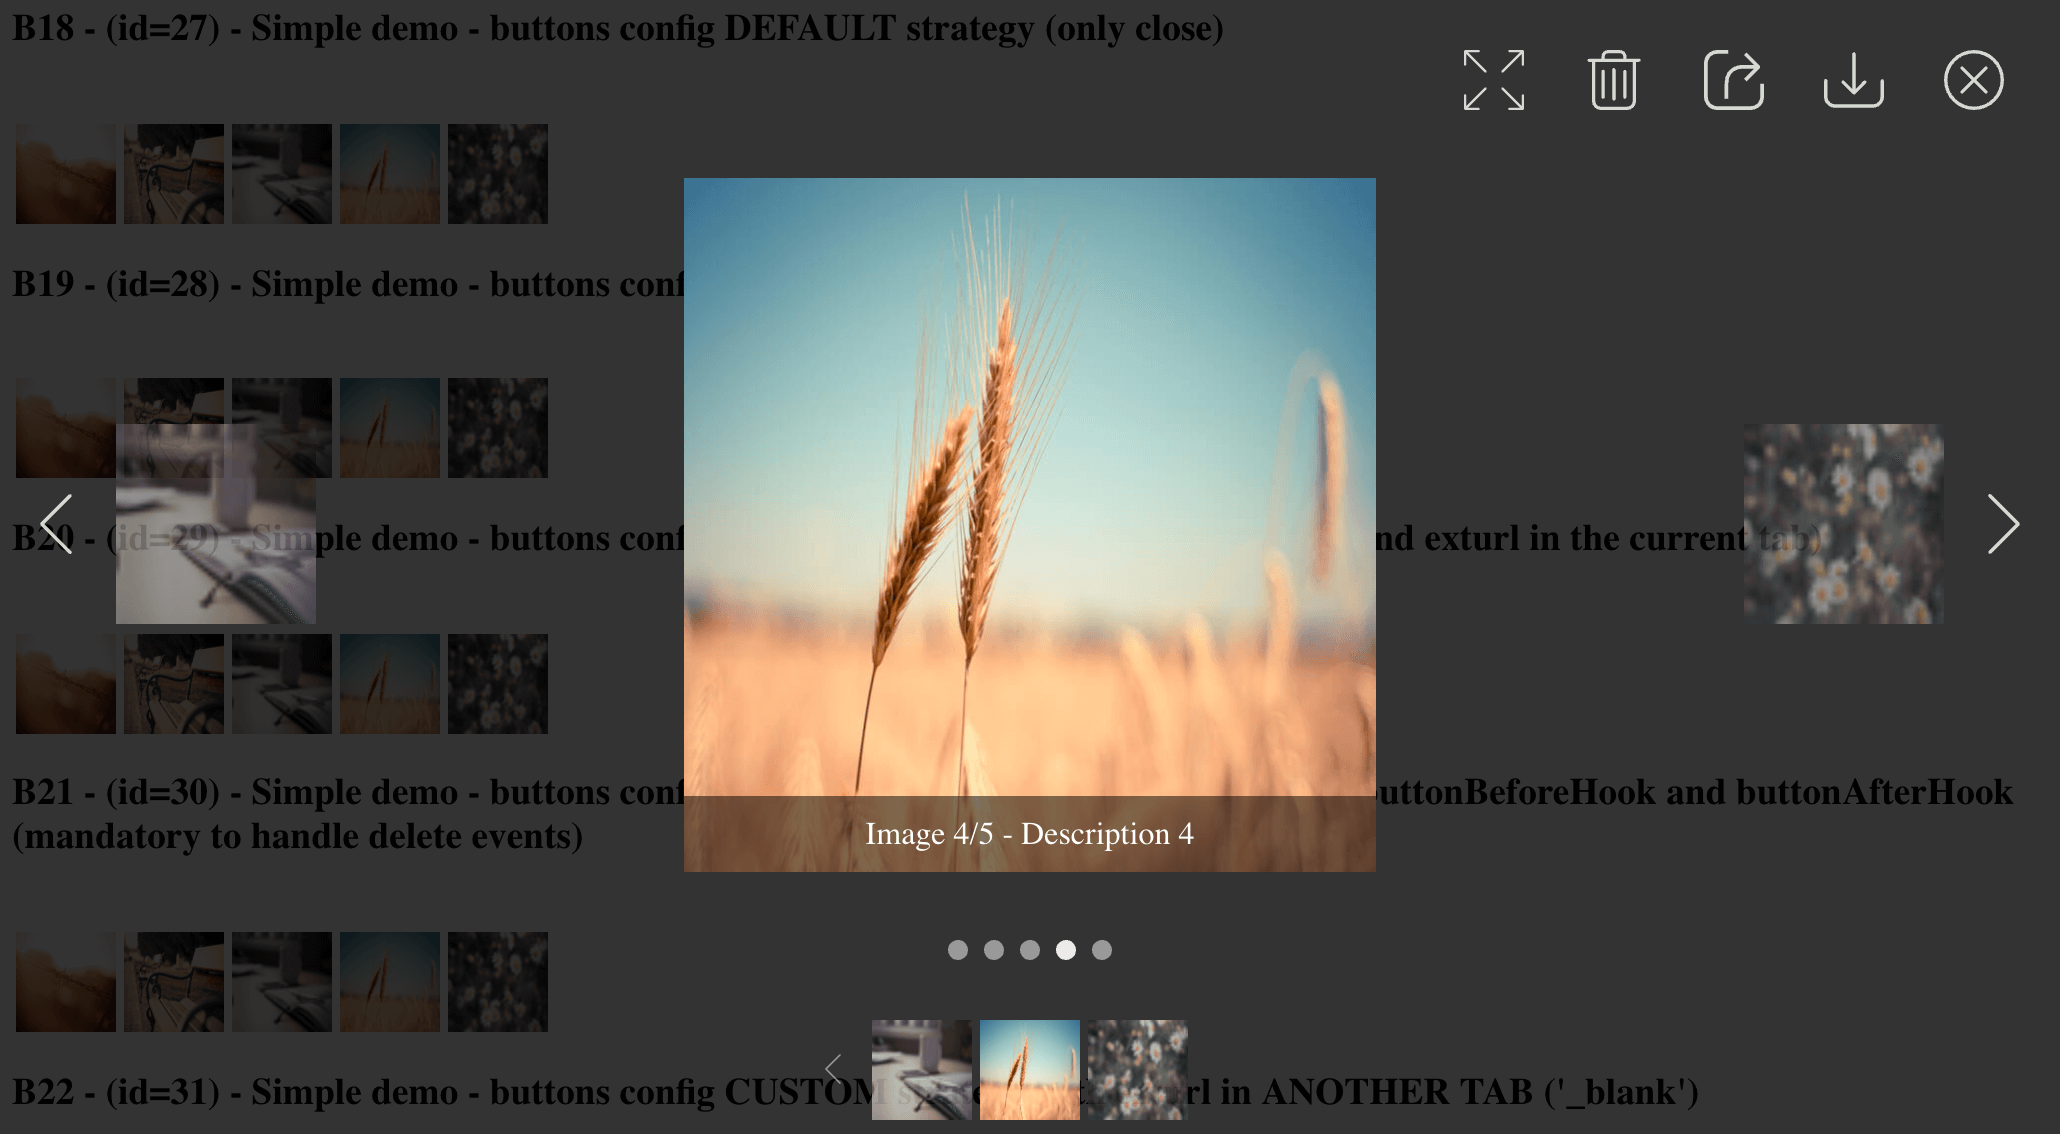 B18 - (id=27) - Simple demo - buttons config DEFAULT strategy (only close)
B19 - (id=28) - Simple demo - buttons conf
B20 - (id=29) - Simple demo - buttons conf nd exturl in the current tab)
B21 - (id=30) - Simple demo - buttons conf uttonBeforeHook and buttonAfterHook
(mandatory to handle delete events)
Image 4/5 - Description 4
B22 - (id=31) - Simple demo - buttons config CUSTOM rl in ANOTHER TAB ('_blank')